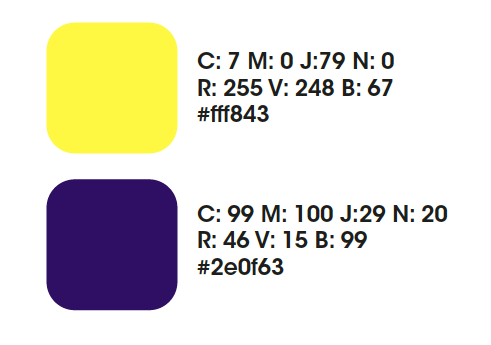 C: 7 M: 0 J:79 N: 0
R: 255 V: 248 B: 67
#fff843
C: 99 M: 100 J:29 N: 20
R: 46 V: 15 B: 99
#2e0f63